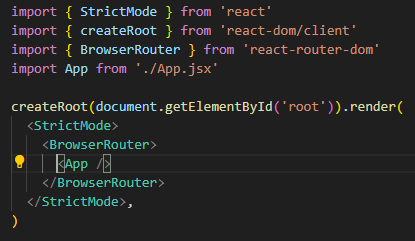 import { StrictMode } from 'react'
import { createRoot } from 'react-dom/client'
import { BrowserRouter } from 'react-router-dom'
import App from './App.jsx'

createRoot(document.getElementById('root')).render(
  <StrictMode>
    <BrowserRouter>
      <App />
    </BrowserRouter>
  </StrictMode>,
)